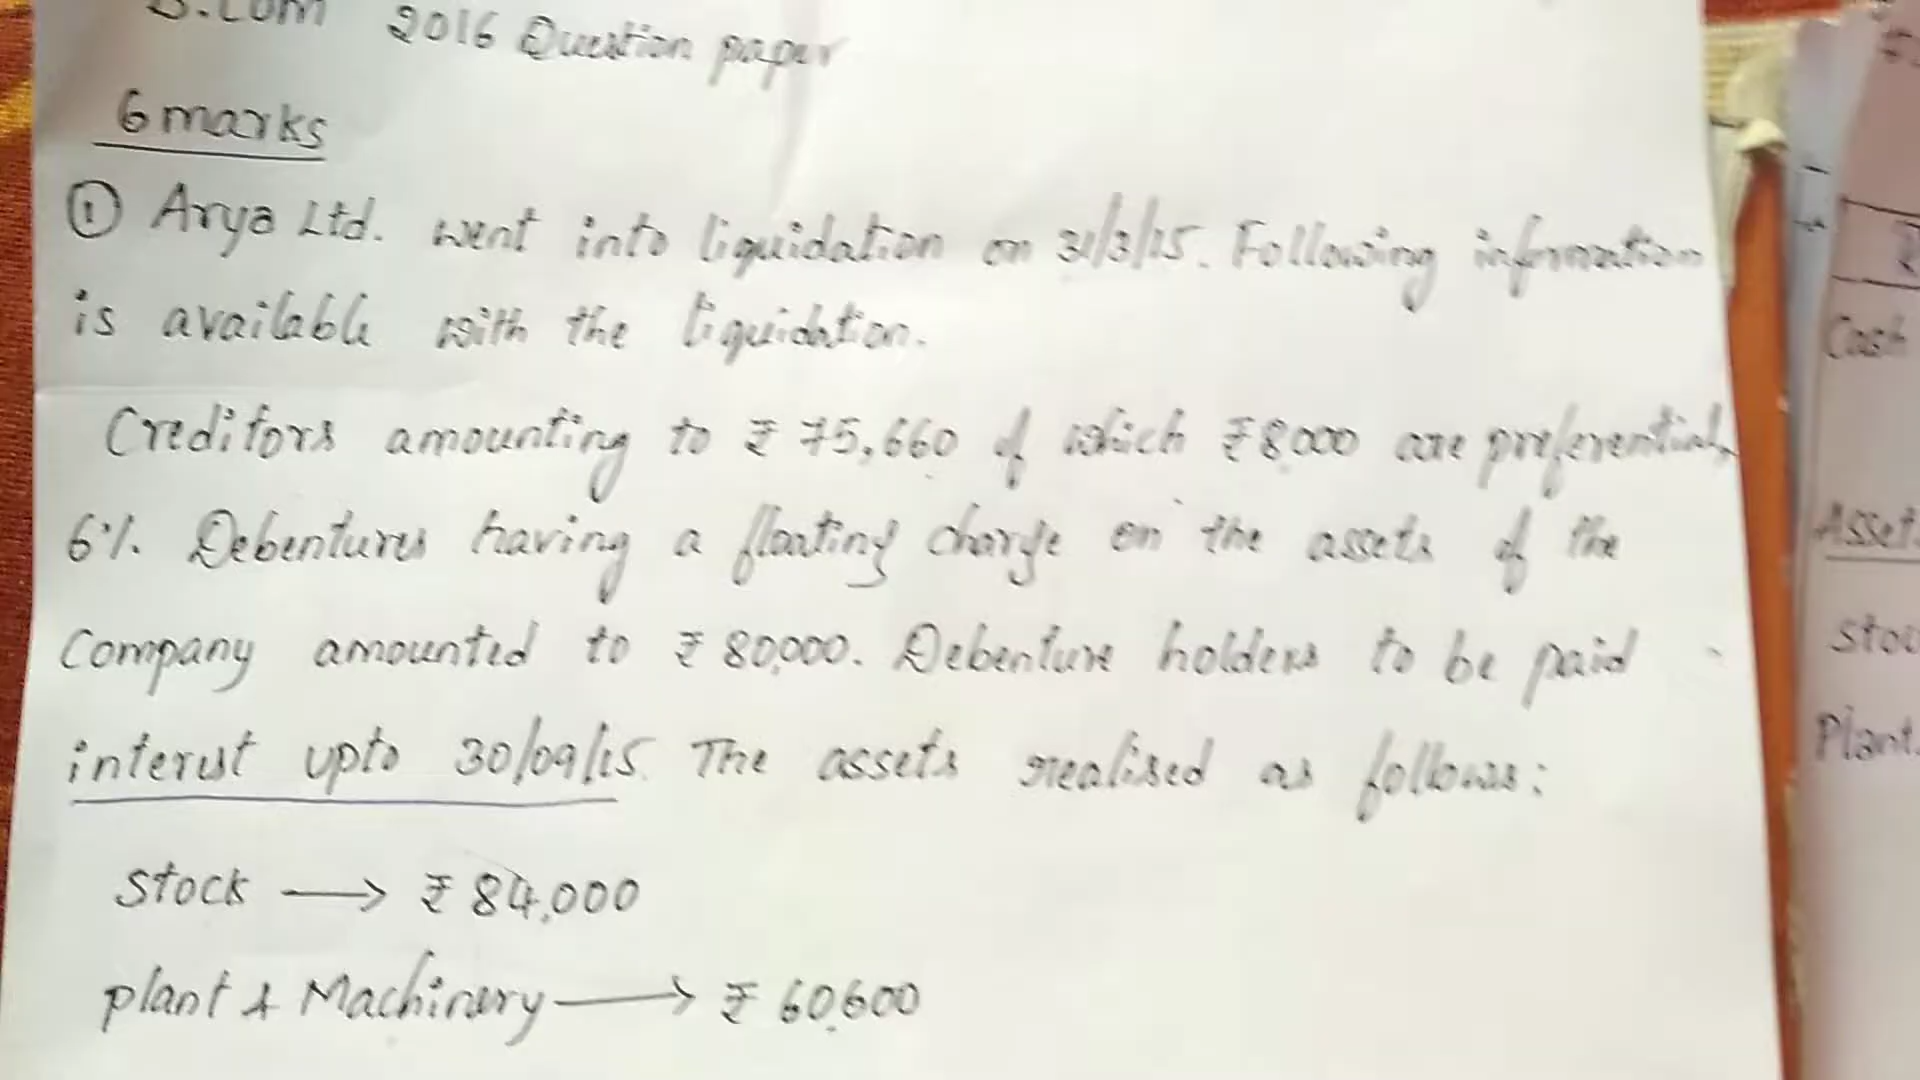 B.Com 2016 Question paper
6 marks
① Arya Ltd. went into liquidation on 31/3/15. Following information
is available with the liquidation.
Creditors amounting to ₹ 75,660 of which ₹ 8,000 are preferential,
6% Debentures having a floating charge on the assets of the
Company amounted to ₹ 80,000. Debenture holders to be paid
interest upto 30/09/15. The assets realised as follows:
Stock → ₹ 84,000
plant & Machinery → ₹ 60,600
Cash
Asset
Stoc
Plant